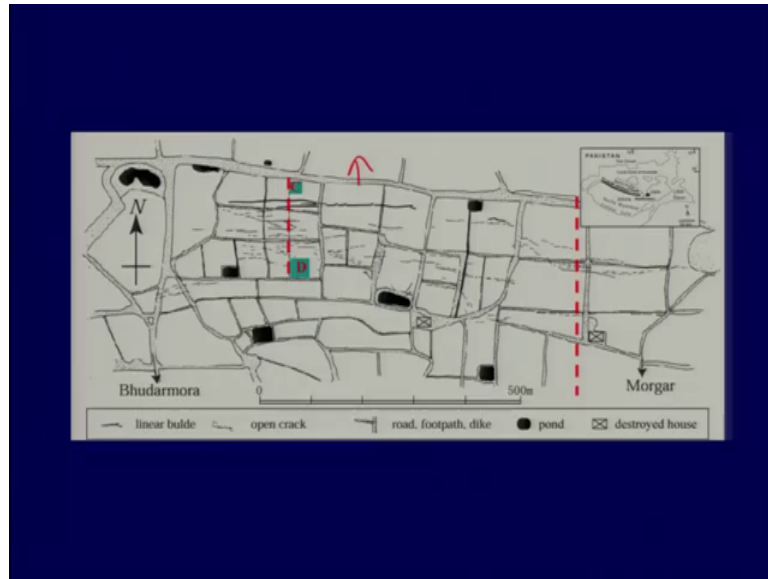 PAKISTAN
N
D
Bhudarmora
Morgar
0
500m
linear bulde
open crack
road, footpath, dike
pond
destroyed house